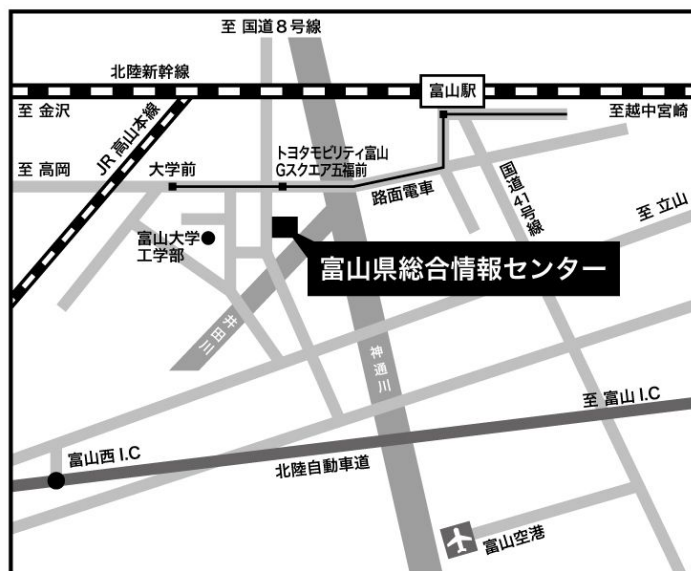 至 国道8号線
北陸新幹線
富山駅
至 金沢
至越中宮崎
JR 高山本線
トヨタモビリティ富山
Gスクエア五福前
至 高岡
大学前
路面電車
国道41号線
至 立山
富山大学
工学部
富山県総合情報センター
井田川
神通川
至 富山 I.C
富山西 I.C
北陸自動車道
富山空港